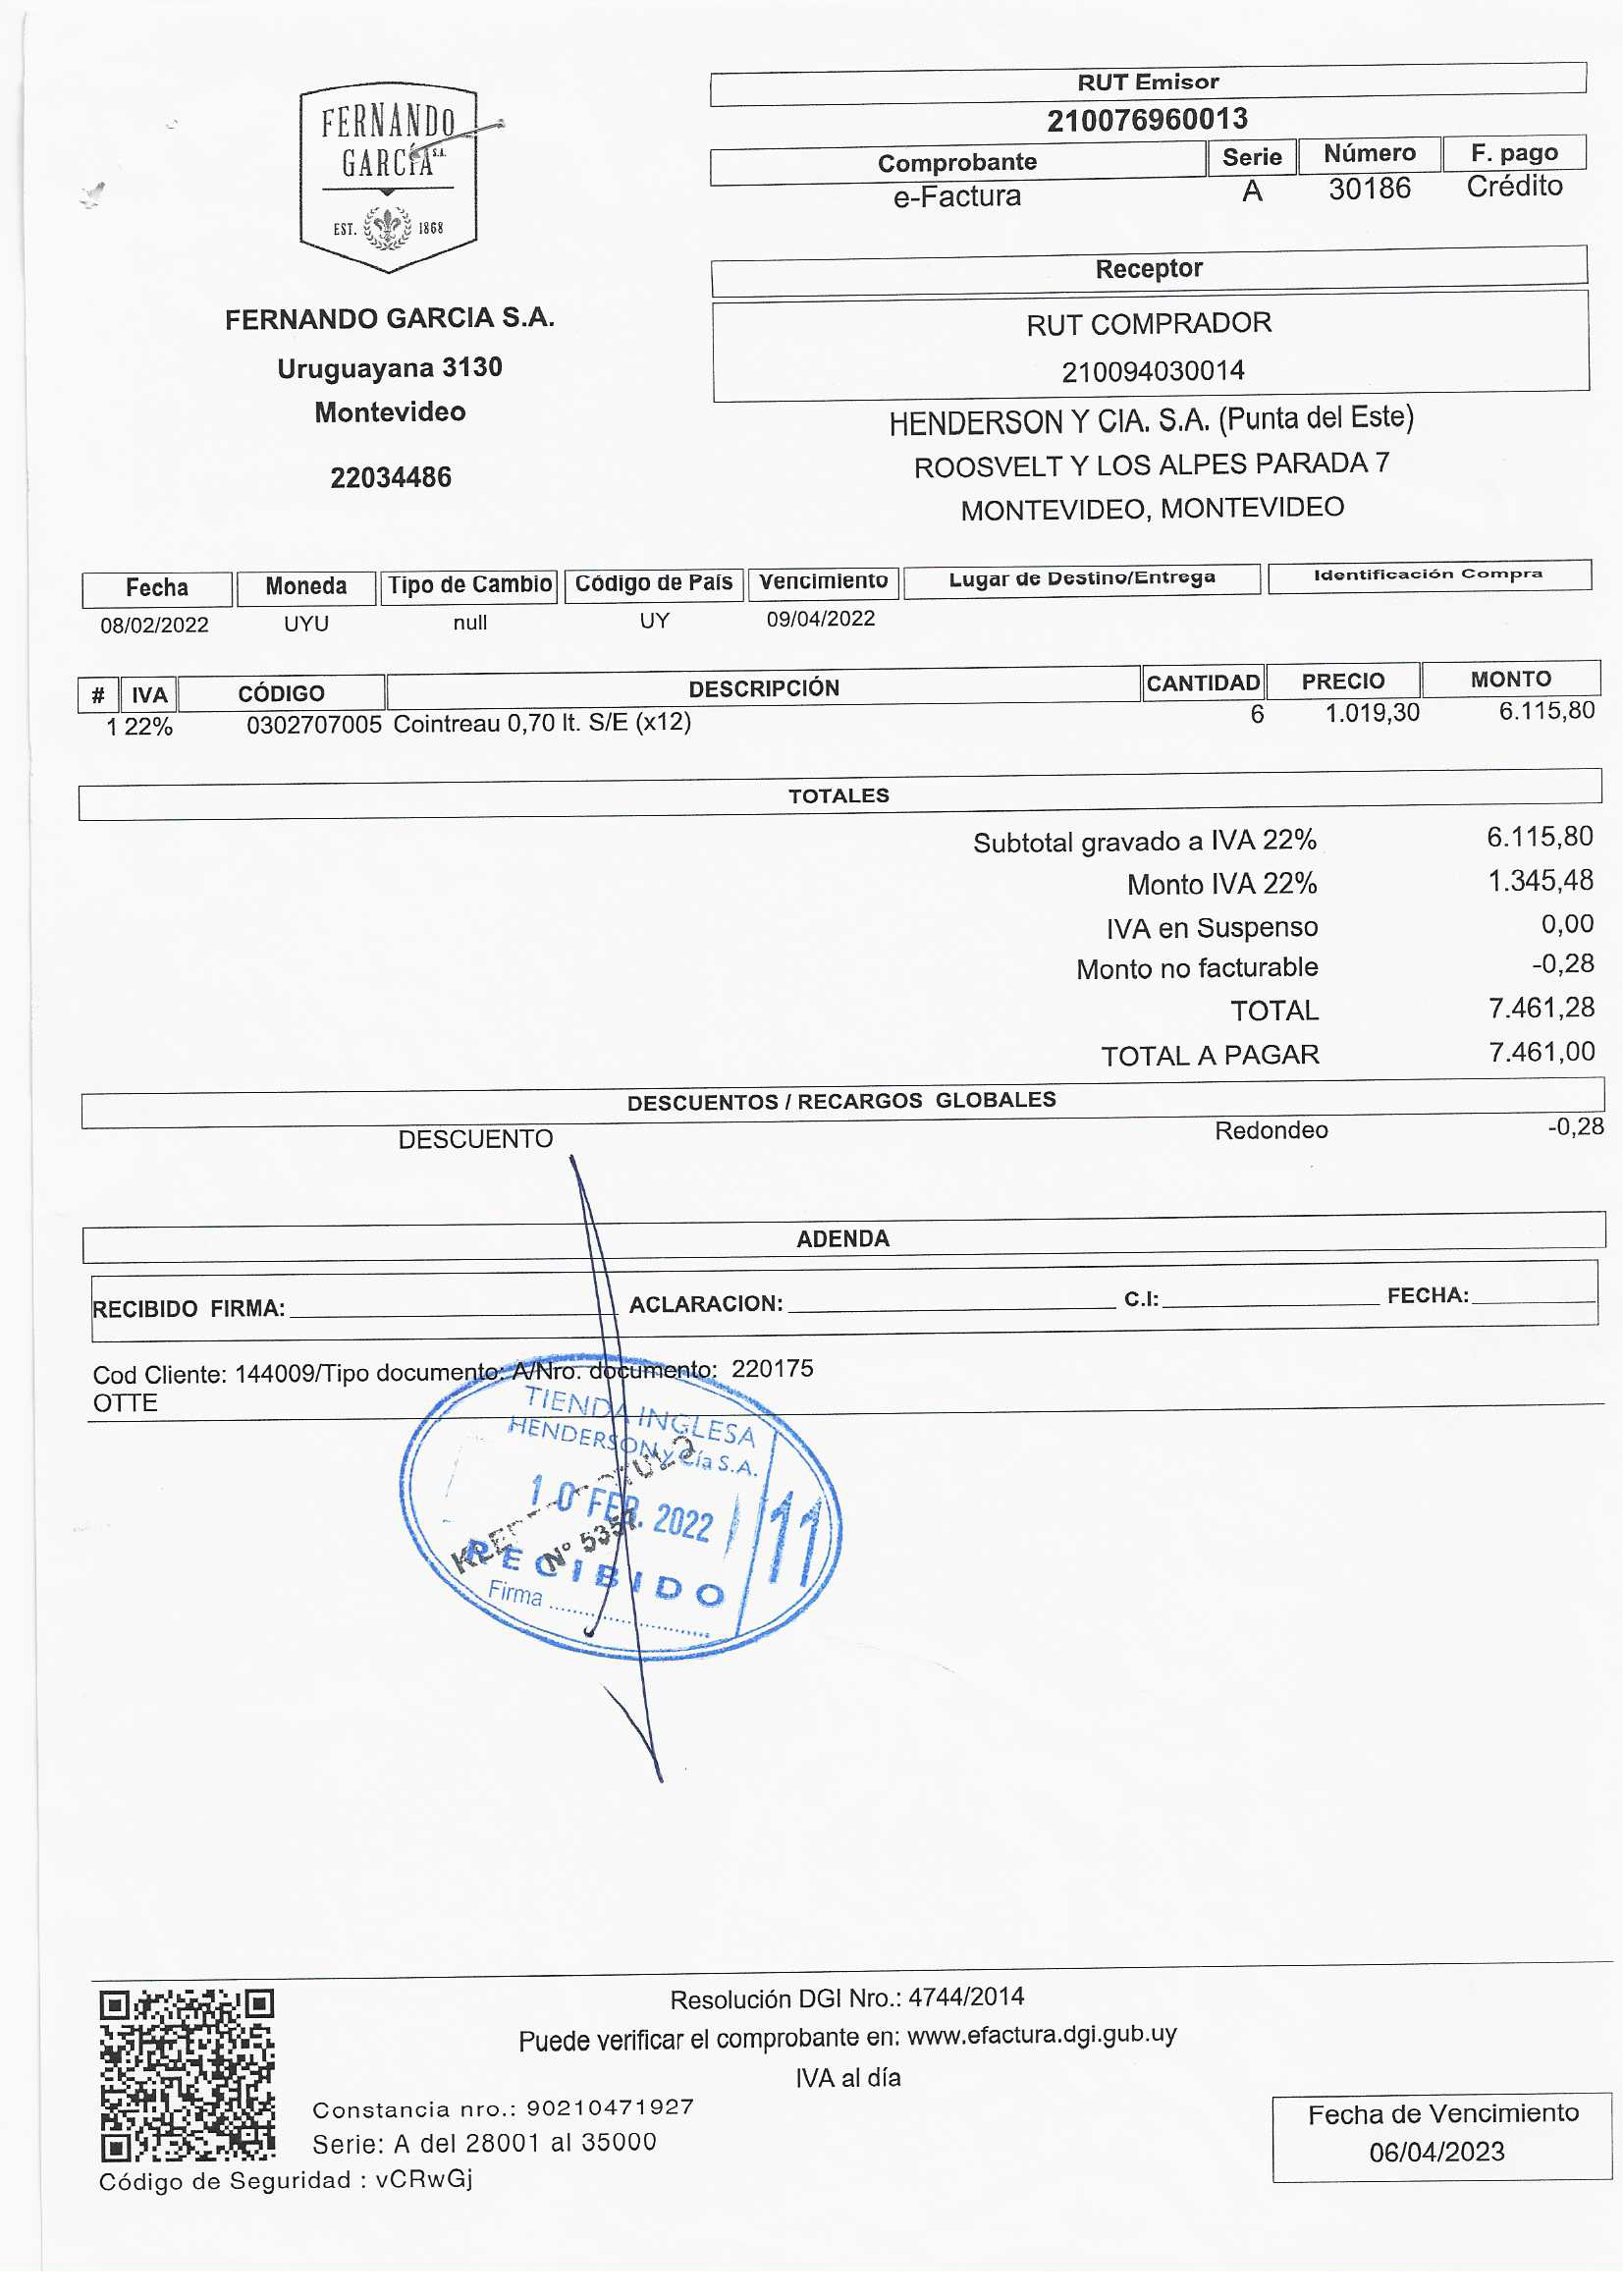 FERNANDO
GARCÍA S.A.
EST. 1868
FERNANDO GARCIA S.A.
Uruguayana 3130
Montevideo
22034486
RUT Emisor
210076960013
Comprobante Serie Número F. pago
e-Factura A 30186 Crédito
Receptor
RUT COMPRADOR
210094030014
HENDERSON Y CIA. S.A. (Punta del Este)
ROOSVELT Y LOS ALPES PARADA 7
MONTEVIDEO, MONTEVIDEO
Fecha Moneda Tipo de Cambio Código de País Vencimiento Lugar de Destino/Entrega Identificación Compra
08/02/2022 UYU null UY 09/04/2022
# IVA CÓDIGO DESCRIPCIÓN CANTIDAD PRECIO MONTO
1 22% 0302707005 Cointreau 0,70 lt. S/E (x12) 6 1.019,30 6.115,80
TOTALES
Subtotal gravado a IVA 22% 6.115,80
Monto IVA 22% 1.345,48
IVA en Suspenso 0,00
Monto no facturable -0,28
TOTAL 7.461,28
TOTAL A PAGAR 7.461,00
DESCUENTOS / RECARGOS GLOBALES
DESCUENTO Redondeo -0,28
ADENDA
RECIBIDO FIRMA: ACLARACION: C.I: FECHA:
Cod Cliente: 144009/Tipo documento: A/Nro. documento: 220175
OTTE
TIENDA INGLESA
HENDERSON Y Cía S.A.
10 FEB. 2022 11
RECIBIDO
Firma
Resolución DGI Nro.: 4744/2014
Puede verificar el comprobante en: www.efactura.dgi.gub.uy
IVA al día
Constancia nro.: 90210471927
Serie: A del 28001 al 35000
Código de Seguridad : vCRwGj
Fecha de Vencimiento
06/04/2023